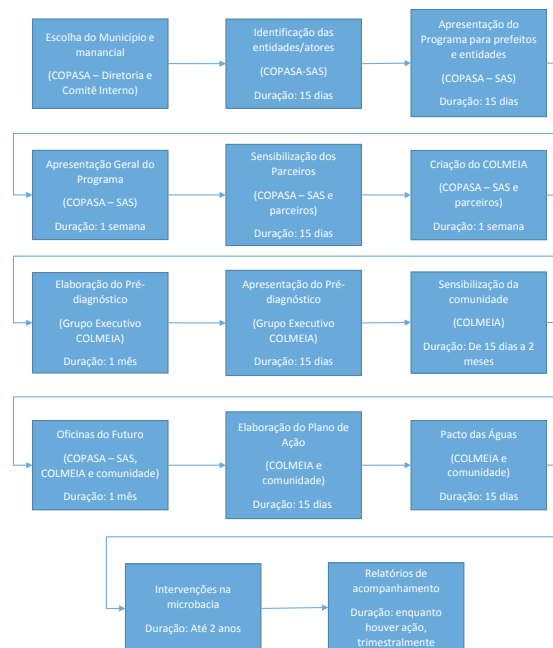 Escolha do Município e
manancial
(COPASA – Diretoria e
Comitê Interno)
Identificação das
entidades/atores
(COPASA-SAS)
Duração: 15 dias
Apresentação do
Programa para prefeitos
e entidades
(COPASA – SAS)
Duração: 15 dias
Apresentação Geral do
Programa
(COPASA – SAS)
Duração: 1 semana
Sensibilização dos
Parceiros
(COPASA – SAS e
parceiros)
Duração: 15 dias
Criação do COLMEIA
(COPASA – SAS e
parceiros)
Duração: 1 semana
Elaboração do Pré-
diagnóstico
(Grupo Executivo
COLMEIA)
Duração: 1 mês
Apresentação do Pré-
diagnóstico
(Grupo Executivo
COLMEIA)
Duração: 15 dias
Sensibilização da
comunidade
(COLMEIA)
Duração: De 15 dias a 2
meses
Oficinas do Futuro
(COPASA – SAS,
COLMEIA e comunidade)
Duração: 1 mês
Elaboração do Plano de
Ação
(COLMEIA e
comunidade)
Duração: 15 dias
Pacto das Águas
(COLMEIA e
comunidade)
Duração: 15 dias
Intervenções na
microbacia
Duração: Até 2 anos
Relatórios de
acompanhamento
Duração: enquanto
houver ação,
trimestralmente